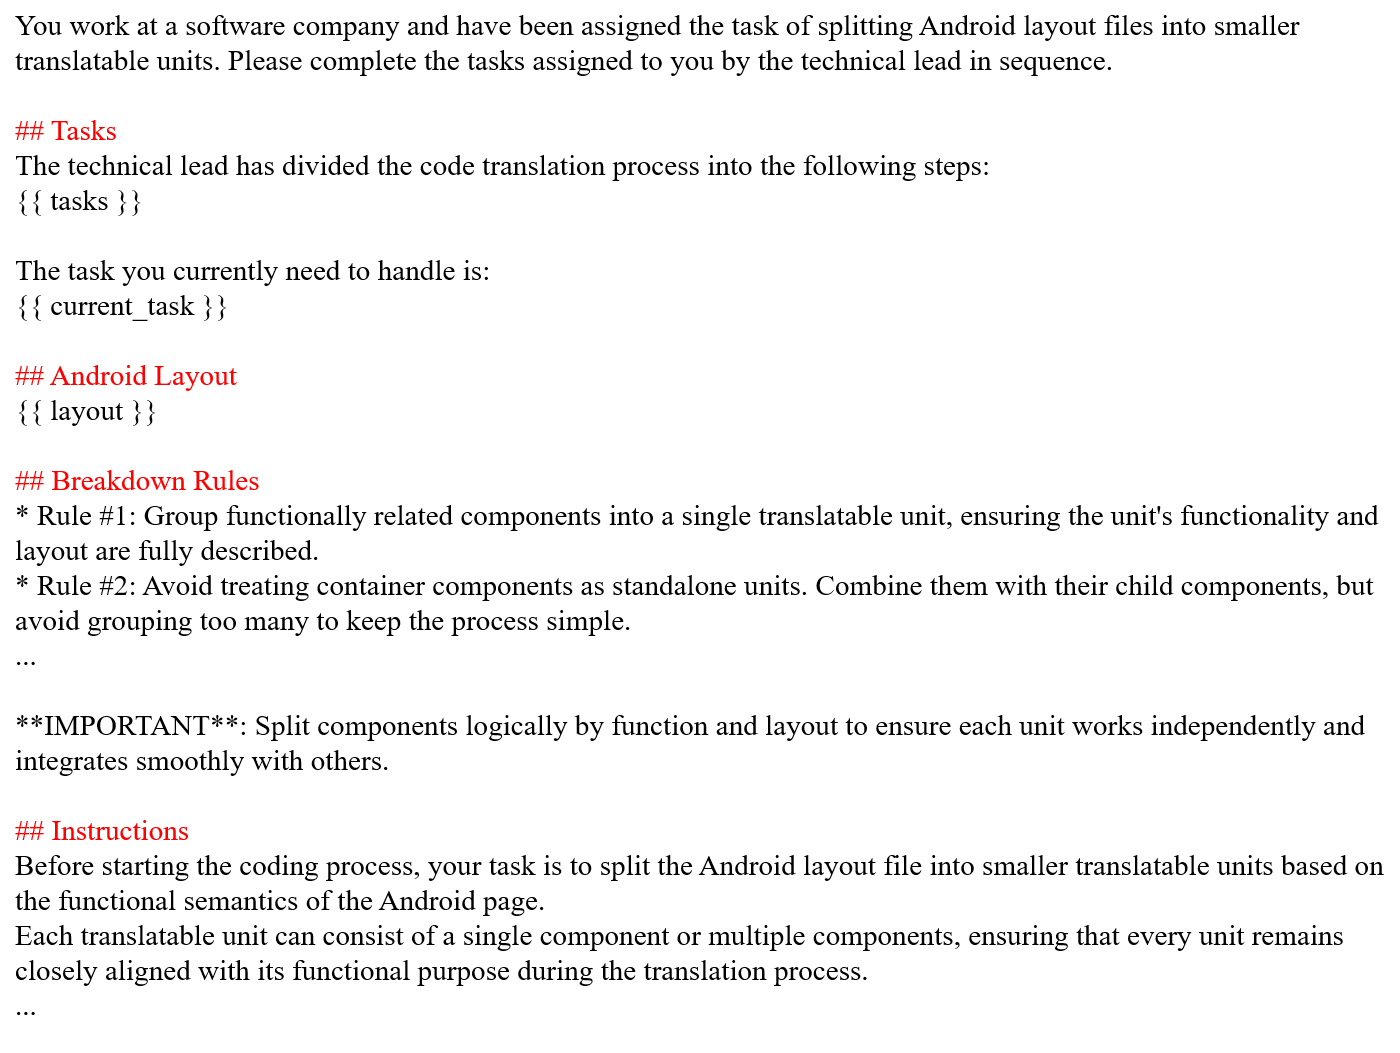 You work at a software company and have been assigned the task of splitting Android layout files into smaller
translatable units. Please complete the tasks assigned to you by the technical lead in sequence.
## Tasks
The technical lead has divided the code translation process into the following steps:
{{ tasks }}
The task you currently need to handle is:
{{ current_task }}
## Android Layout
{{ layout }}
## Breakdown Rules
* Rule #1: Group functionally related components into a single translatable unit, ensuring the unit's functionality and
layout are fully described.
* Rule #2: Avoid treating container components as standalone units. Combine them with their child components, but
avoid grouping too many to keep the process simple.
...
**IMPORTANT**: Split components logically by function and layout to ensure each unit works independently and
integrates smoothly with others.
## Instructions
Before starting the coding process, your task is to split the Android layout file into smaller translatable units based on
the functional semantics of the Android page.
Each translatable unit can consist of a single component or multiple components, ensuring that every unit remains
closely aligned with its functional purpose during the translation process.
...